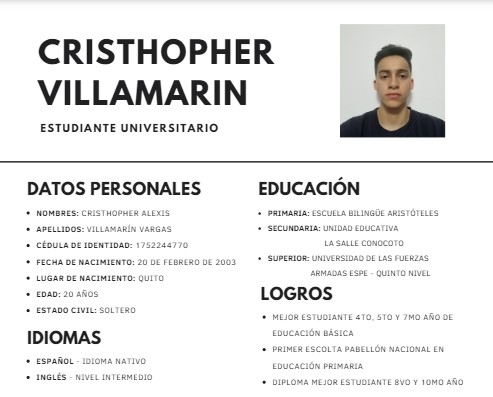 CRISTHOPHER
VILLAMARIN
ESTUDIANTE UNIVERSITARIO
DATOS PERSONALES
• NOMBRES: CRISTHOPHER ALEXIS
• APELLIDOS: VILLAMARÍN VARGAS
• CÉDULA DE IDENTIDAD: 1752244770
• FECHA DE NACIMIENTO: 20 DE FEBRERO DE 2003
• LUGAR DE NACIMIENTO: QUITO
• EDAD: 20 AÑOS
• ESTADO CIVIL: SOLTERO
IDIOMAS
• ESPAÑOL - IDIOMA NATIVO
• INGLÉS - NIVEL INTERMEDIO
EDUCACIÓN
• PRIMARIA: ESCUELA BILINGÜE ARISTÓTELES
• SECUNDARIA: UNIDAD EDUCATIVA
LA SALLE CONOCOTO
• SUPERIOR: UNIVERSIDAD DE LAS FUERZAS
ARMADAS ESPE - QUINTO NIVEL
LOGROS
• MEJOR ESTUDIANTE 4TO, 5TO Y 7MO AÑO DE
EDUCACIÓN BÁSICA
• PRIMER ESCOLTA PABELLÓN NACIONAL EN
EDUCACIÓN PRIMARIA
• DIPLOMA MEJOR ESTUDIANTE 8VO Y 10MO AÑO